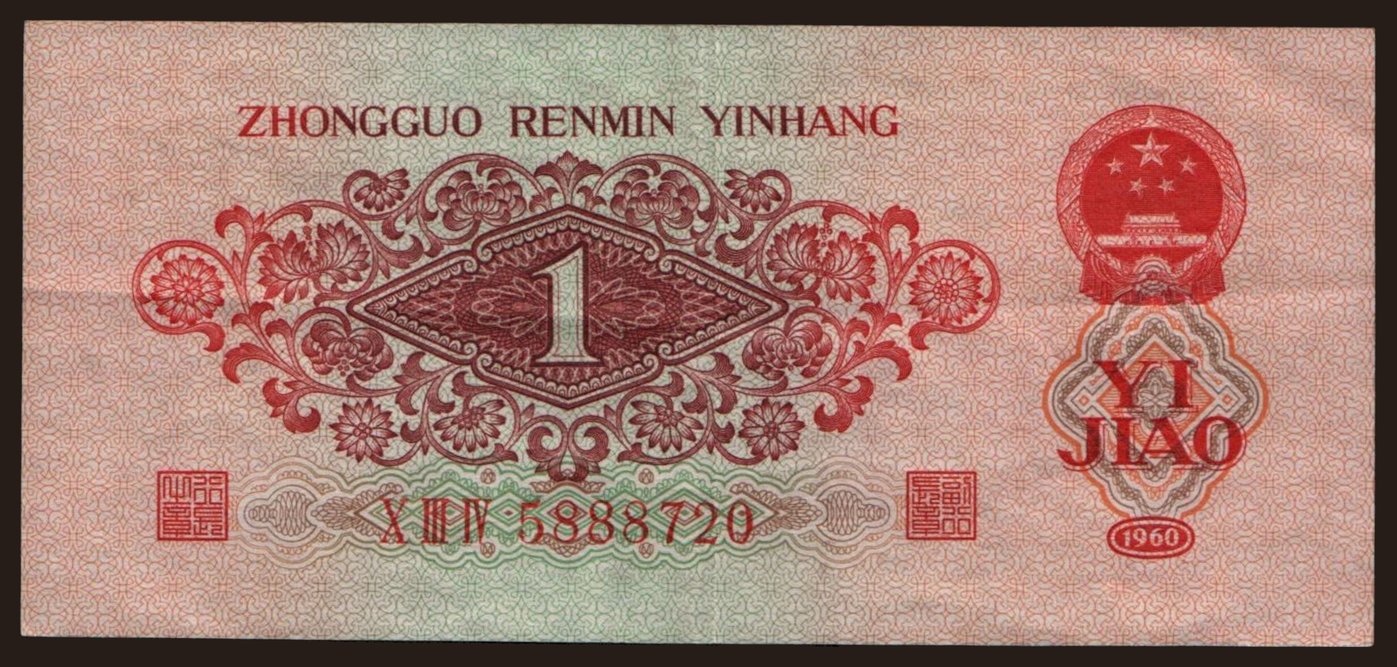 ZHONGGUO RENMIN YINHANG
1
YI
JIAO
X III IV 5888720
1960